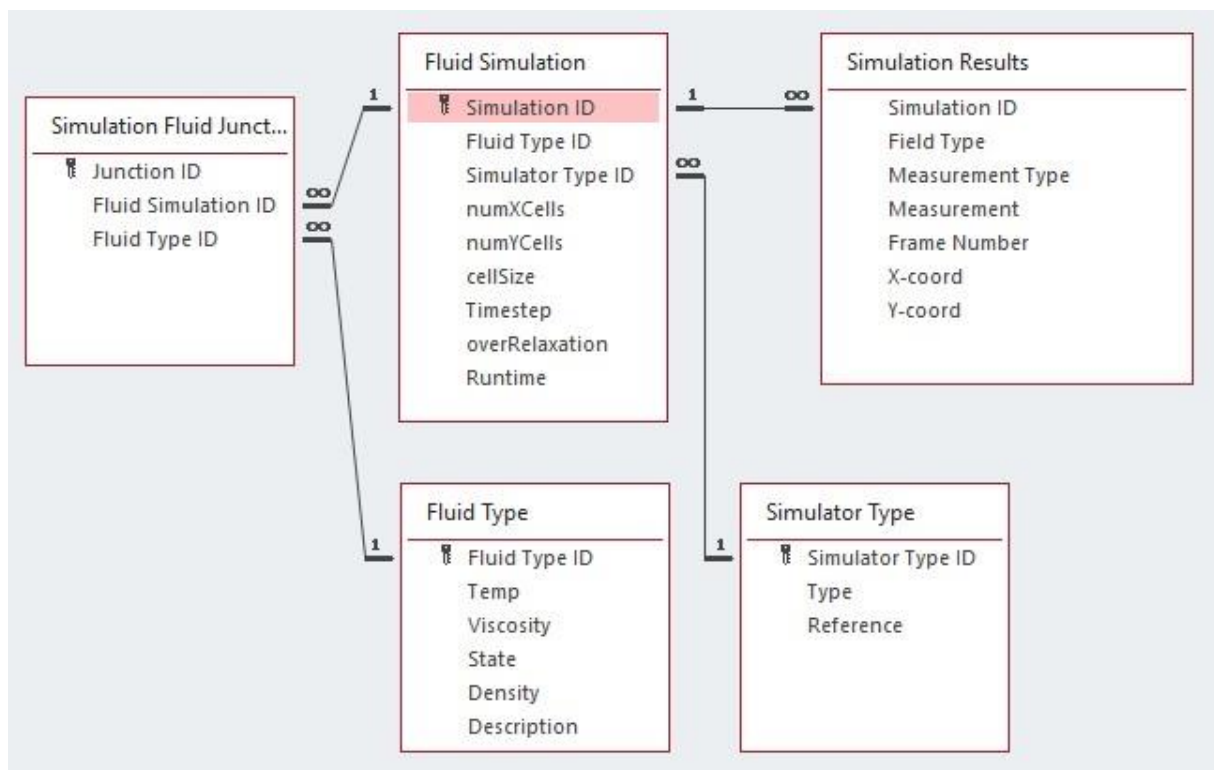 Simulation Fluid Junct...
Junction ID
Fluid Simulation ID
Fluid Type ID
∞
∞
1
Fluid Simulation
Simulation ID
Fluid Type ID
Simulator Type ID
numXCells
numYCells
cellSize
Timestep
overRelaxation
Runtime
1
∞
∞
Simulation Results
Simulation ID
Field Type
Measurement Type
Measurement
Frame Number
X-coord
Y-coord
1
Fluid Type
Fluid Type ID
Temp
Viscosity
State
Density
Description
1
Simulator Type
Simulator Type ID
Type
Reference